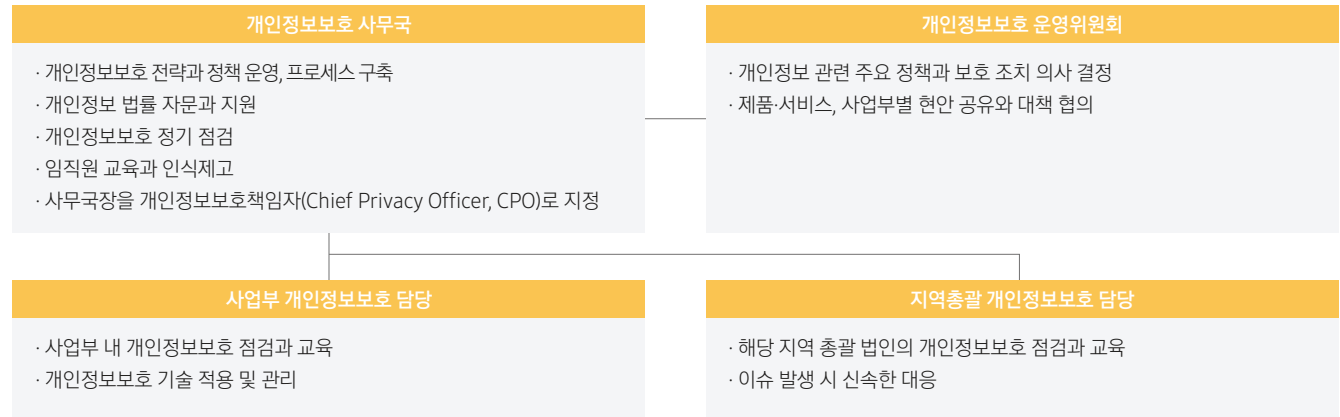 개인정보보호 사무국
· 개인정보보호 전략과 정책 운영, 프로세스 구축
· 개인정보 법률 자문과 지원
· 개인정보보호 정기 점검
· 임직원 교육과 인식제고
· 사무국장을 개인정보보호책임자(Chief Privacy Officer, CPO)로 지정
개인정보보호 운영위원회
· 개인정보 관련 주요 정책과 보호 조치 의사 결정
· 제품·서비스, 사업부별 현안 공유와 대책 협의
사업부 개인정보보호 담당
· 사업부 내 개인정보보호 점검과 교육
· 개인정보보호 기술 적용 및 관리
지역총괄 개인정보보호 담당
· 해당 지역 총괄 법인의 개인정보보호 점검과 교육
· 이슈 발생 시 신속한 대응